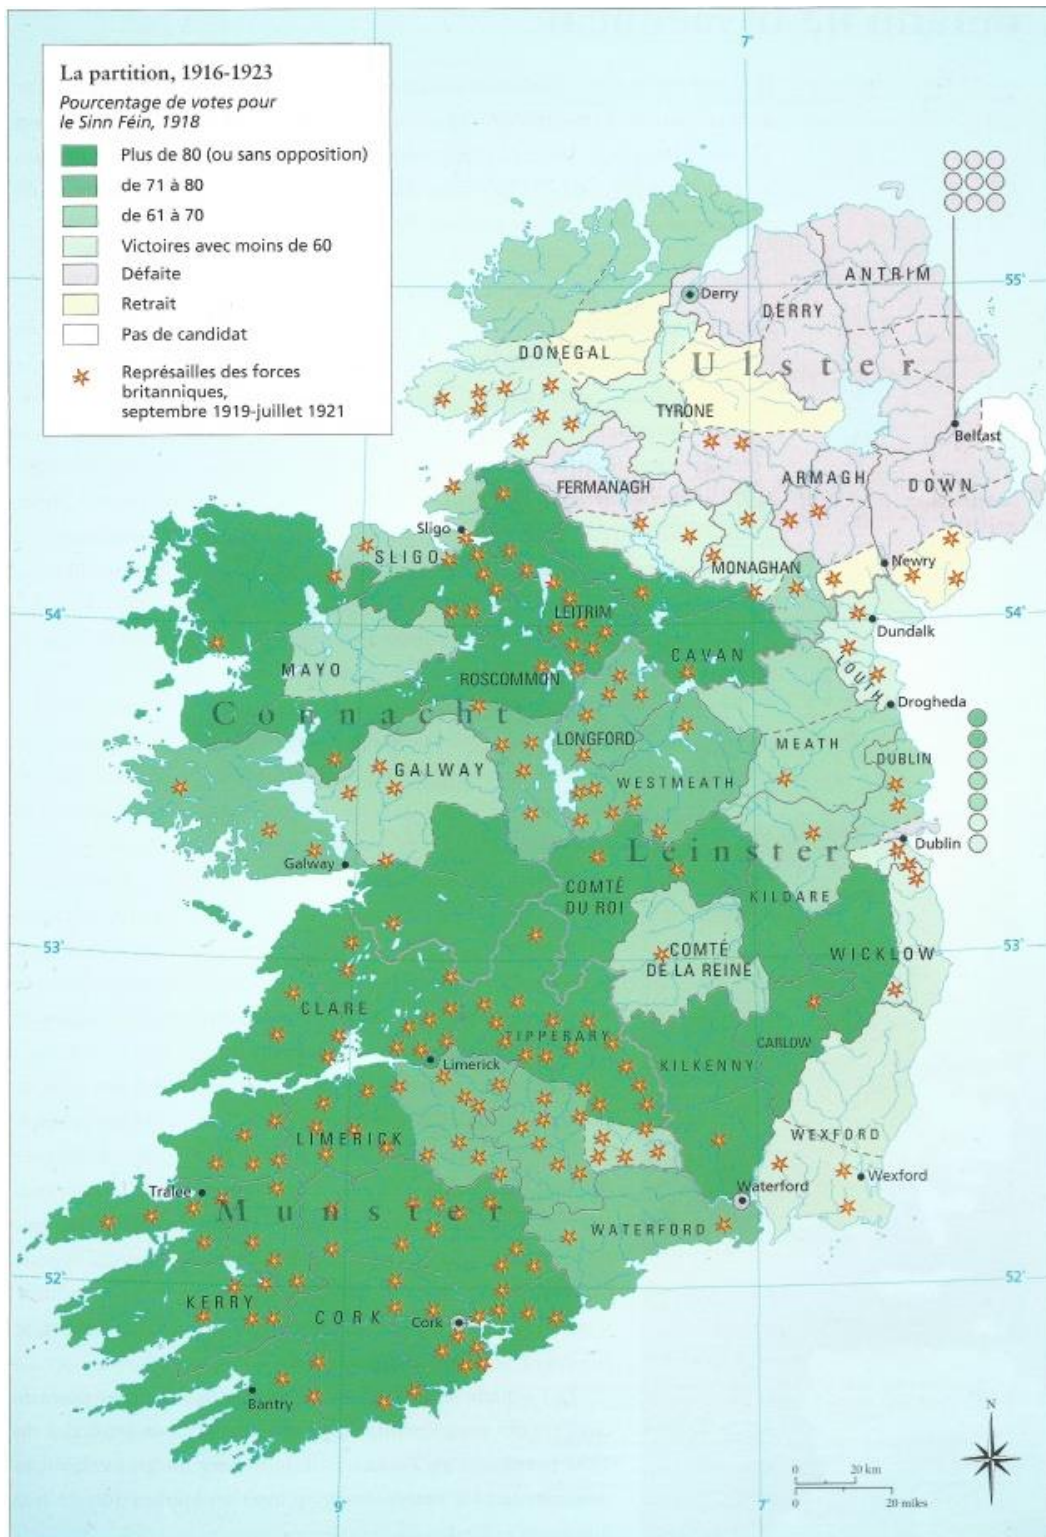 La partition, 1916-1923
Pourcentage de votes pour
le Sinn Féin, 1918
Plus de 80 (ou sans opposition)
de 71 à 80
de 61 à 70
Victoires avec moins de 60
Défaite
Retrait
Pas de candidat
Représailles des forces
britanniques,
septembre 1919-juillet 1921
7°
55°
55°
Derry
ANTRIM
DERRY
DONEGAL
Ulster
TYRONE
Belfast
FERMANAGH
ARMAGH
DOWN
Sligo
SLIGO
MONAGHAN
Newry
54°
54°
LEITRIM
Dundalk
MAYO
ROSCOMMON
CAVAN
LOUTH
Drogheda
Connacht
LONGFORD
MEATH
DUBLIN
GALWAY
WESTMEATH
Leinster
Dublin
Galway
COMTÉ
DU ROI
KILDARE
53°
53°
COMTÉ
DE LA REINE
WICKLOW
CLARE
TIPPERARY
CARLOW
Limerick
KILKENNY
LIMERICK
WEXFORD
Wexford
Tralee
Waterford
Munster
WATERFORD
52°
52°
KERRY
CORK
Cork
Bantry
N
0
20 km
0
20 miles
9°
7°